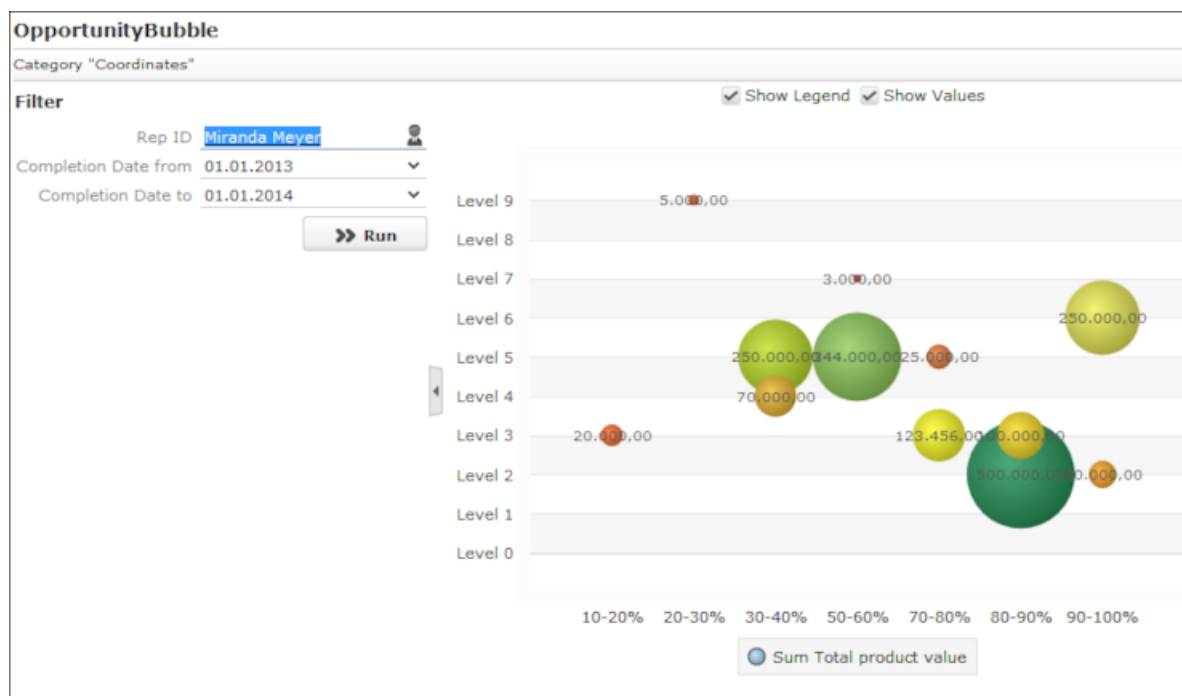 OpportunityBubble
Category "Coordinates"
Filter
Rep ID Miranda Meyer
Completion Date from 01.01.2013
Completion Date to 01.01.2014
Run
Show Legend Show Values
Level 9 5.000,00
Level 8
Level 7 3.000,00
Level 6 250.000,00
Level 5 250.000,00 344.000,00 25.000,00
Level 4 70.000,00
Level 3 20.000,00 123.456,00 100.000,00
Level 2 500.000,00
Level 1
Level 0
10-20% 20-30% 30-40% 50-60% 70-80% 80-90% 90-100%
Sum Total product value